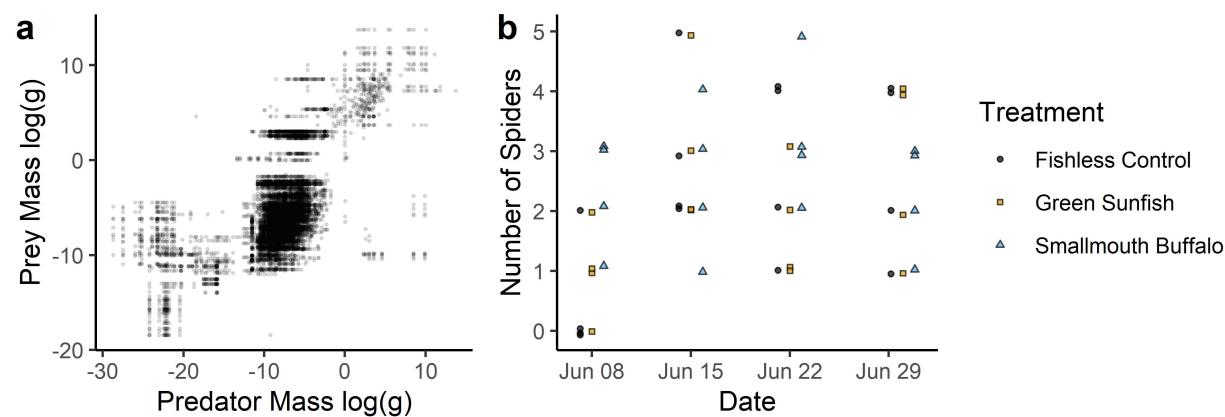 a
Prey Mass log(g)
10
0
-10
-20
-30
-20
-10
0
10
Predator Mass log(g)
b
Number of Spiders
5
4
3
2
1
0
Jun 08
Jun 15
Jun 22
Jun 29
Date
Treatment
Fishless Control
Green Sunfish
Smallmouth Buffalo